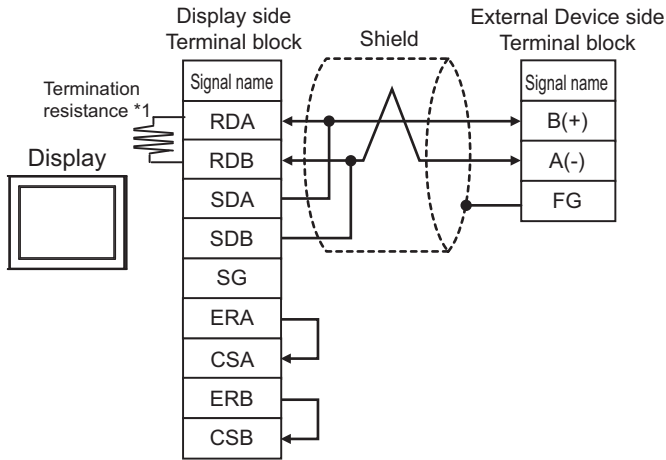 Display side
Terminal block
Shield
External Device side
Terminal block
Termination
resistance *1
Display
Signal name
RDA
RDB
SDA
SDB
SG
ERA
CSA
ERB
CSB
Signal name
B(+)
A(-)
FG